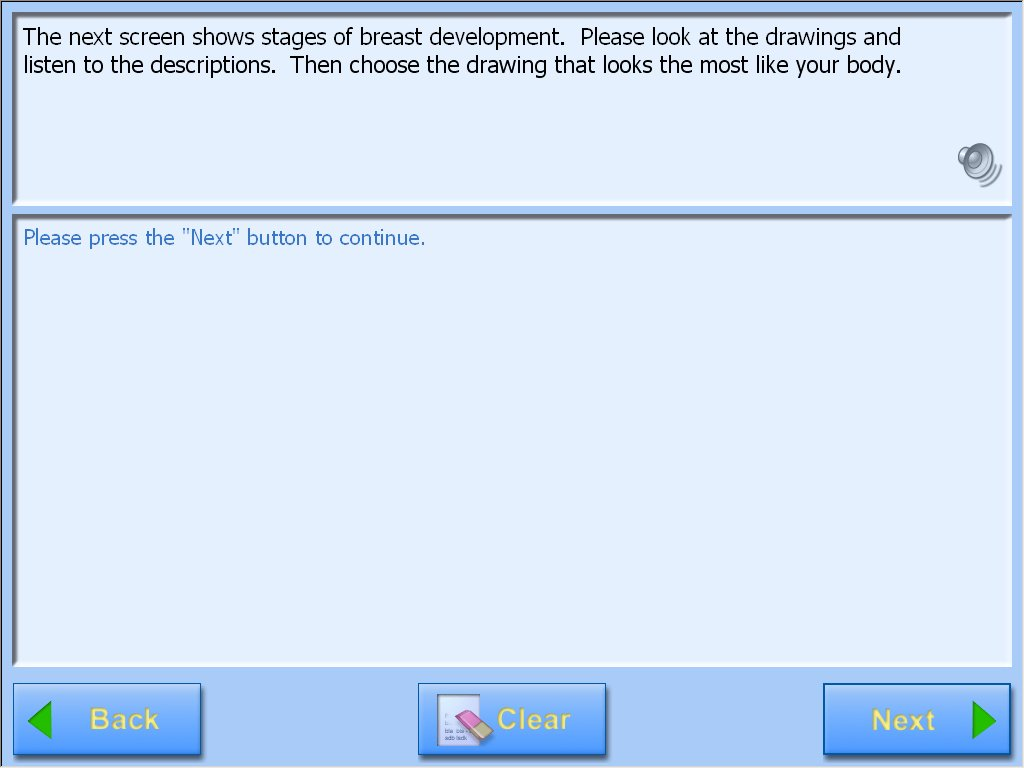 The next screen shows stages of breast development.  Please look at the drawings and
listen to the descriptions.  Then choose the drawing that looks the most like your body.
Please press the "Next" button to continue.
Back
Clear
Next